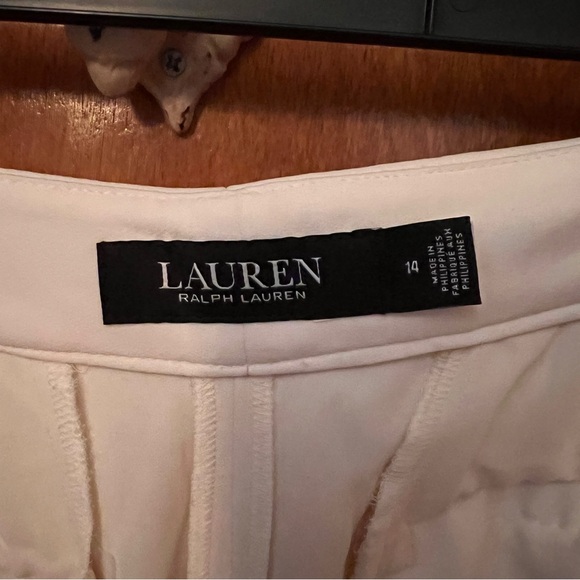 LAUREN
RALPH LAUREN
14
MADE IN
PHILIPPINES
FABRIQUÉ AUX
PHILIPPINES